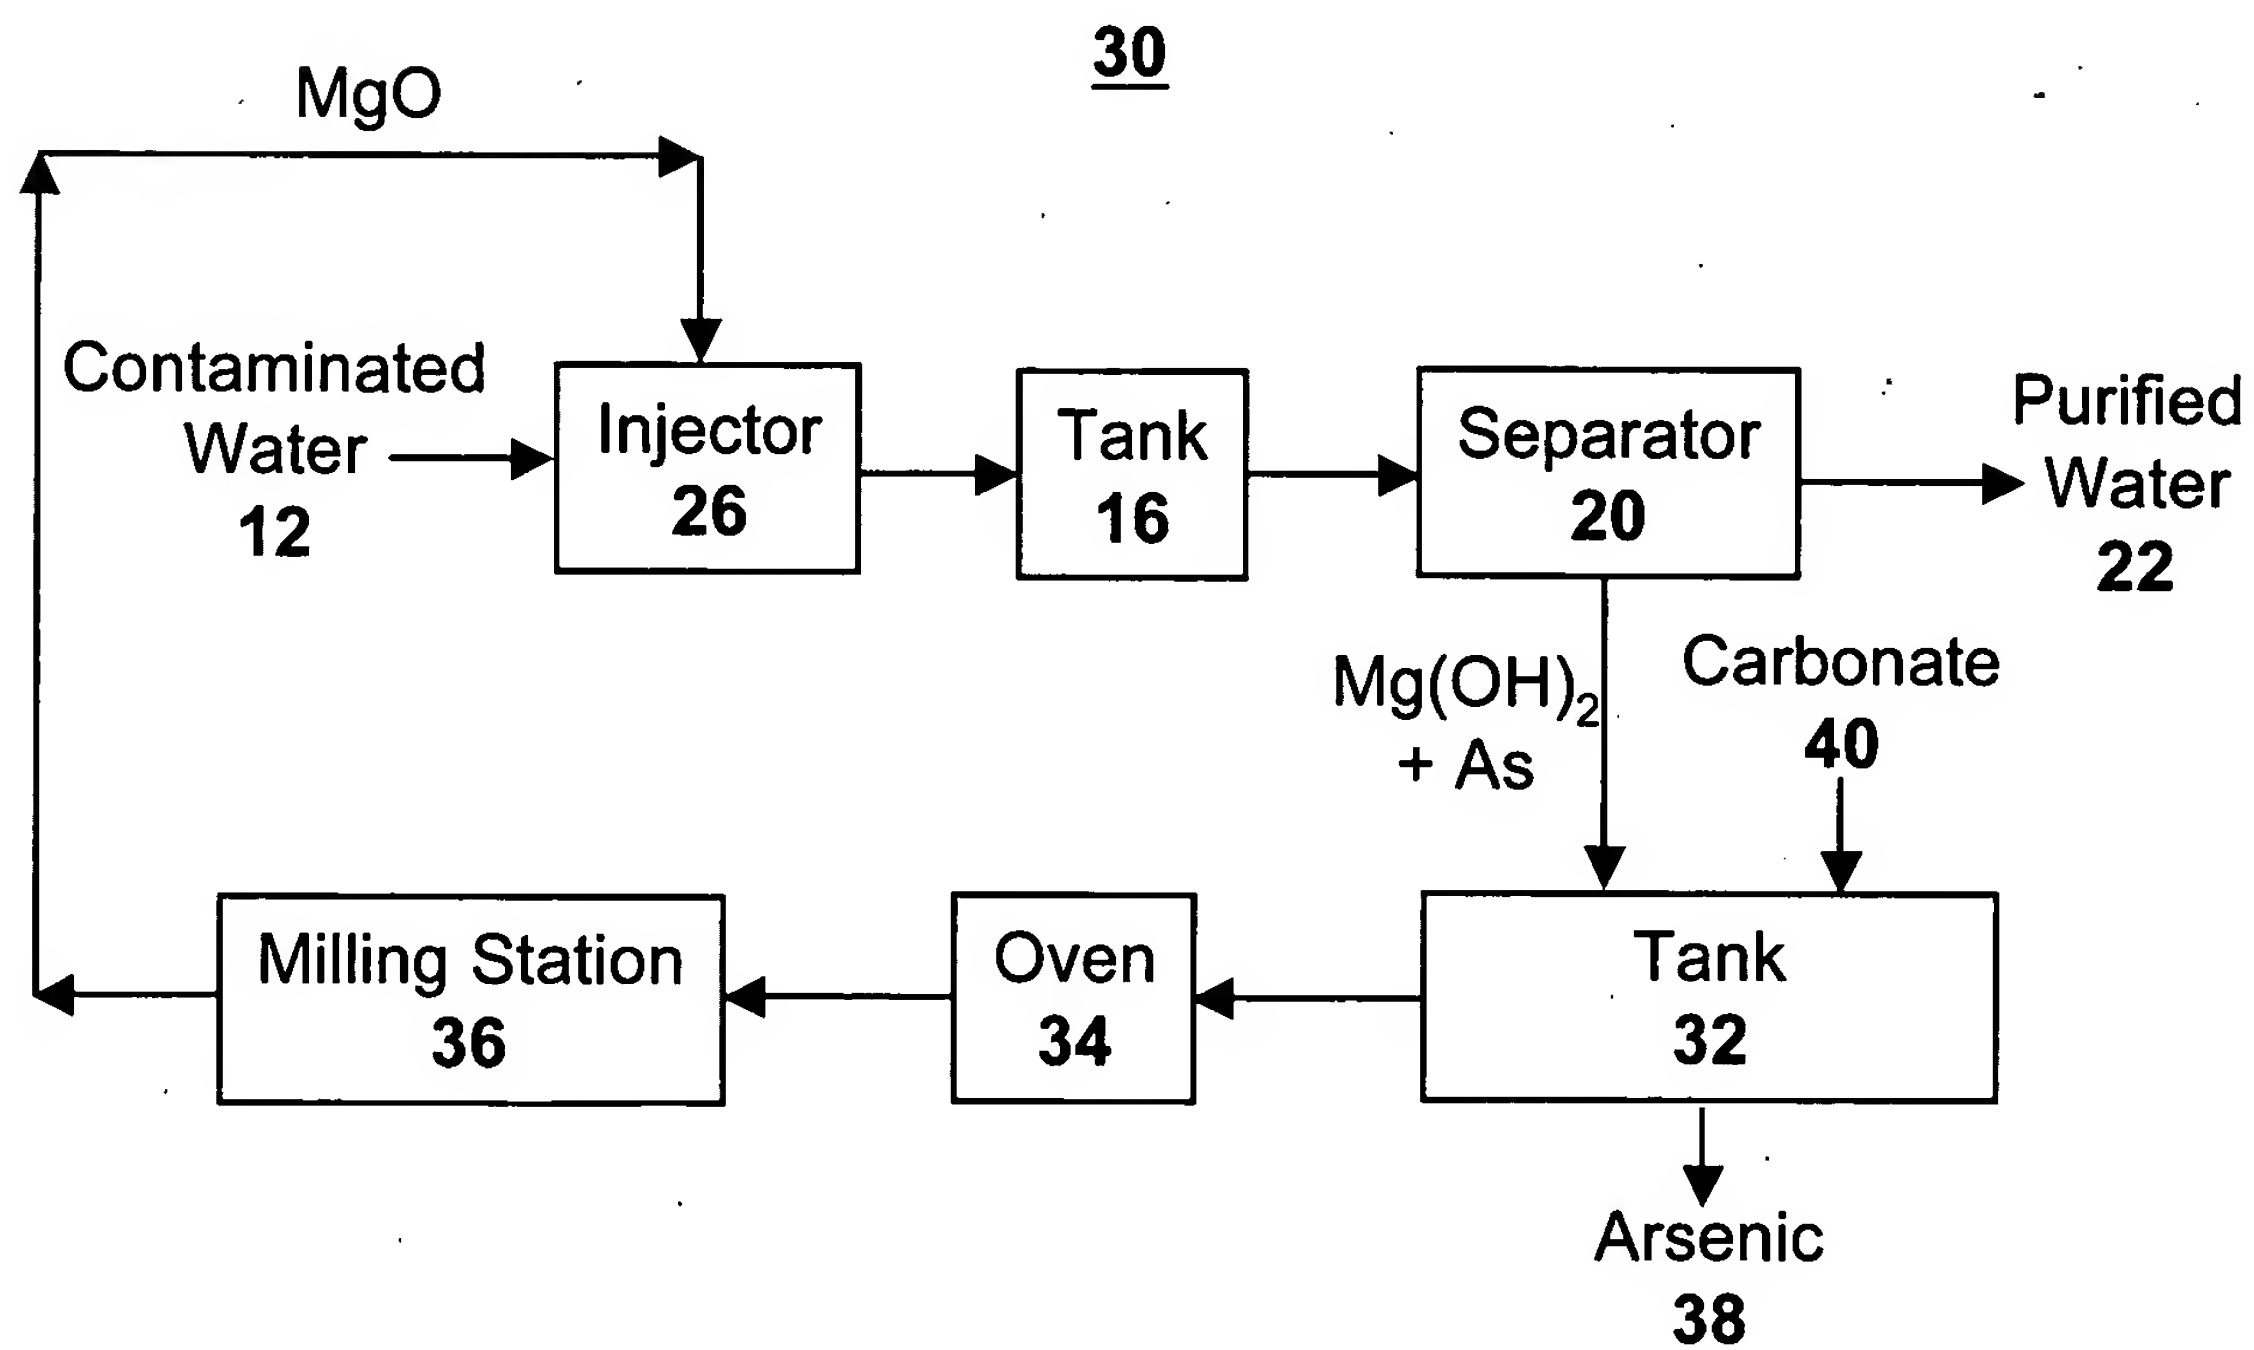 30
MgO
Contaminated
Water
12
Injector
26
Tank
16
Separator
20
Purified
Water
22
Mg(OH)₂
+ As
Carbonate
40
Milling Station
36
Oven
34
Tank
32
Arsenic
38